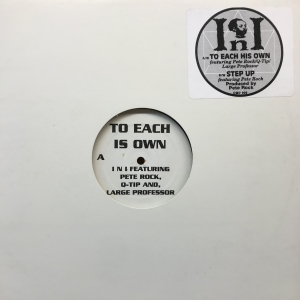 InI
A/S TO EACH HIS OWN
featuring Pete Rock/Q-Tip/
Large Professor
B/S STEP UP
featuring Pete Rock
Produced by
Pete Rock
TO EACH
IS OWN
A
I N I FEATURING
PETE ROCK,
Q-TIP AND,
LARGE PROFESSOR